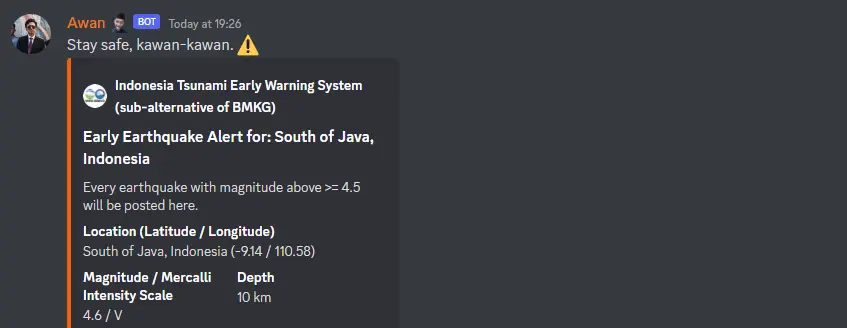 Awan BOT Today at 19:26
Stay safe, kawan-kawan. ⚠️
Indonesia Tsunami Early Warning System
(sub-alternative of BMKG)
Early Earthquake Alert for: South of Java,
Indonesia
Every earthquake with magnitude above >= 4.5
will be posted here.
Location (Latitude / Longitude)
South of Java, Indonesia (-9.14 / 110.58)
Magnitude / Mercalli
Intensity Scale
4.6 / V
Depth
10 km